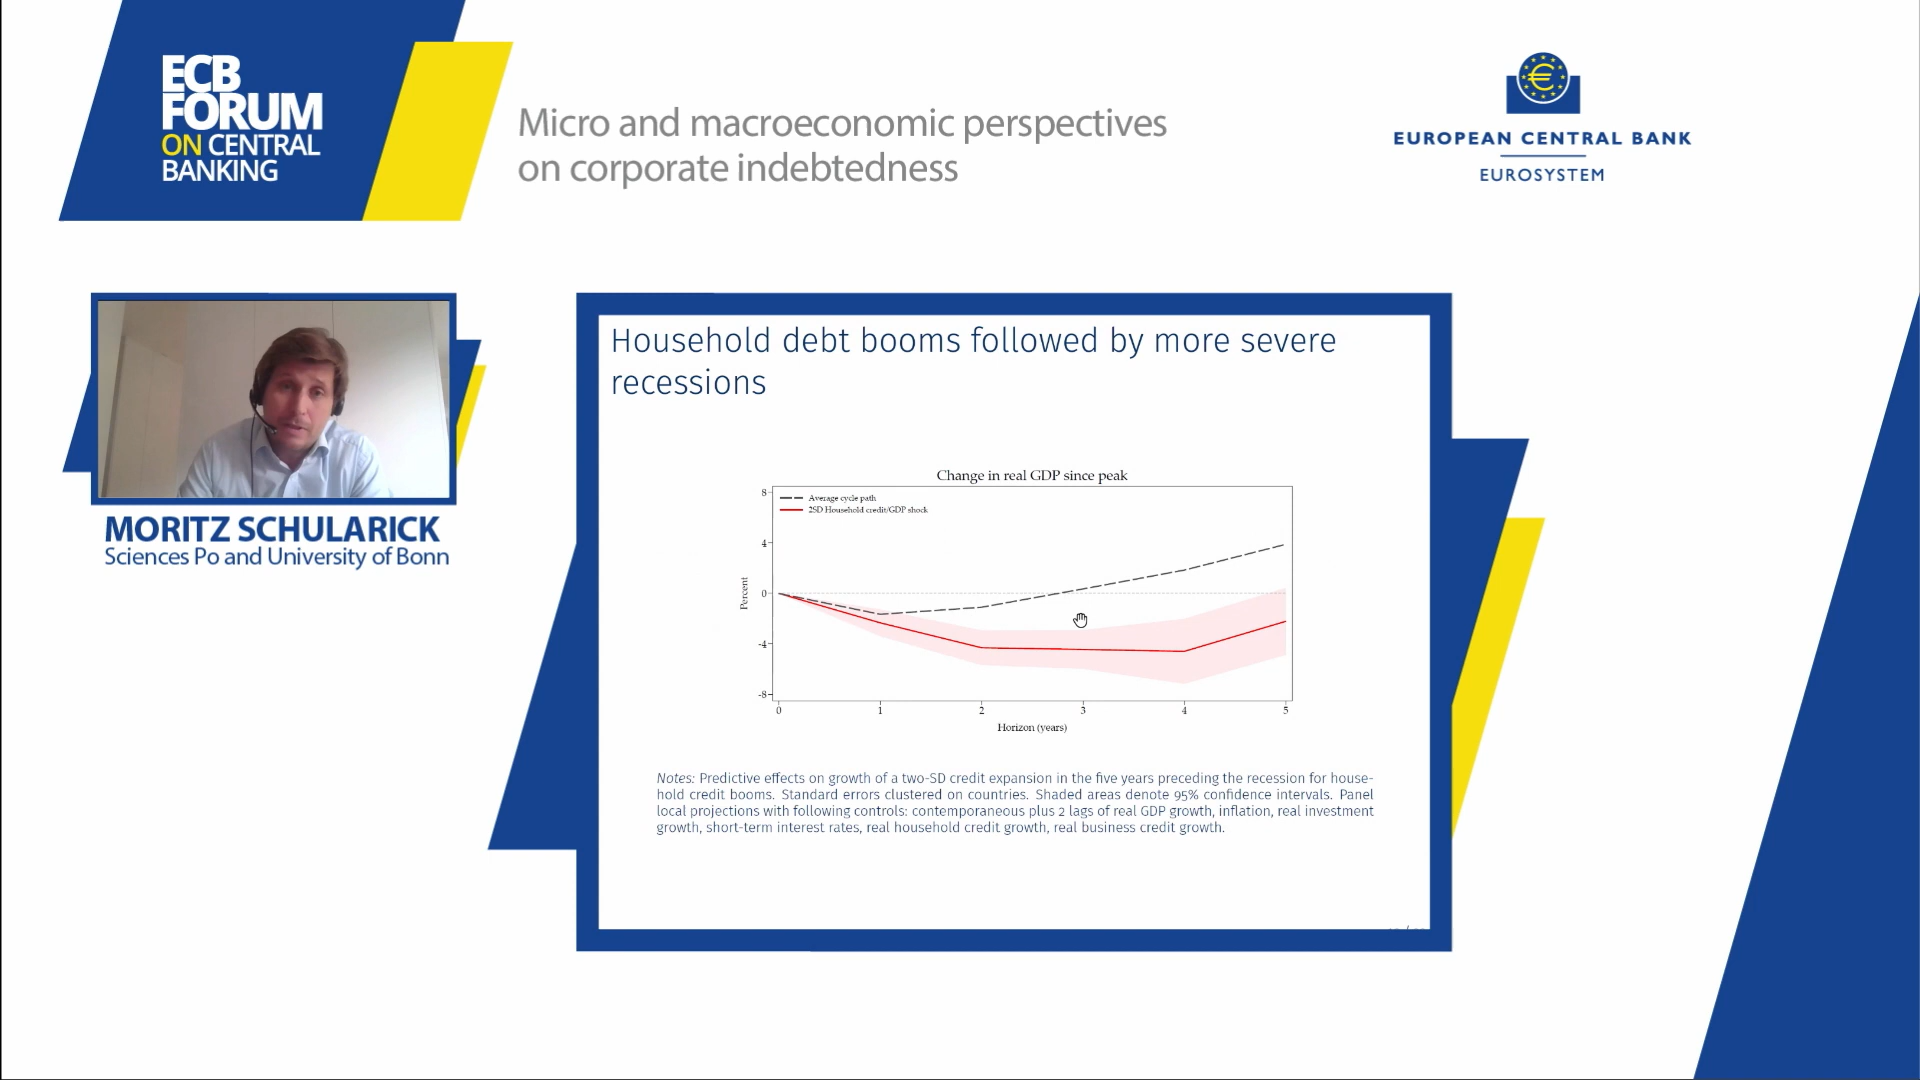 ECB
FORUM
ON CENTRAL
BANKING
Micro and macroeconomic perspectives
on corporate indebtedness
€
EUROPEAN CENTRAL BANK
EUROSYSTEM
MORITZ SCHULARICK
Sciences Po and University of Bonn
Household debt booms followed by more severe
recessions
Change in real GDP since peak
Average cycle path
2SD Household credit/GDP shock
8
4
0
-4
-8
Percent
0 1 2 3 4 5
Horizon (years)
Notes: Predictive effects on growth of a two-SD credit expansion in the five years preceding the recession for house-
hold credit booms. Standard errors clustered on countries. Shaded areas denote 95% confidence intervals. Panel
local projections with following controls: contemporaneous plus 2 lags of real GDP growth, inflation, real investment
growth, short-term interest rates, real household credit growth, real business credit growth.